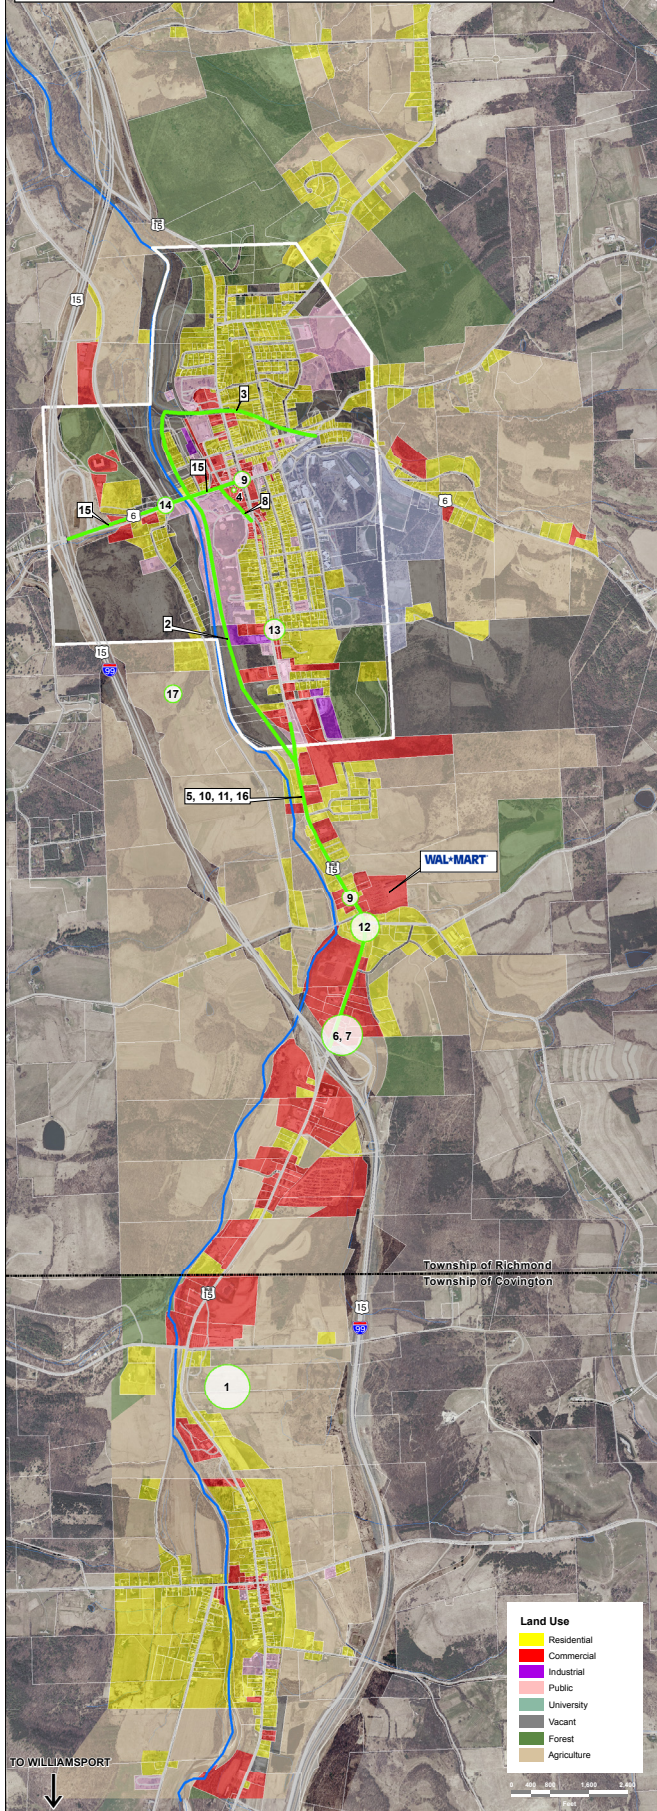 15
15
3
15
9
4
8
14
15
6
6
2
13
15
99
17
5, 10, 11, 16
15
WAL*MART
9
12
6, 7
Township of Richmond
Township of Covington
15
15
99
1
Land Use
Residential
Commercial
Industrial
Public
University
Vacant
Forest
Agriculture
TO WILLIAMSPORT
0 400 800 1,600 2,400
Feet